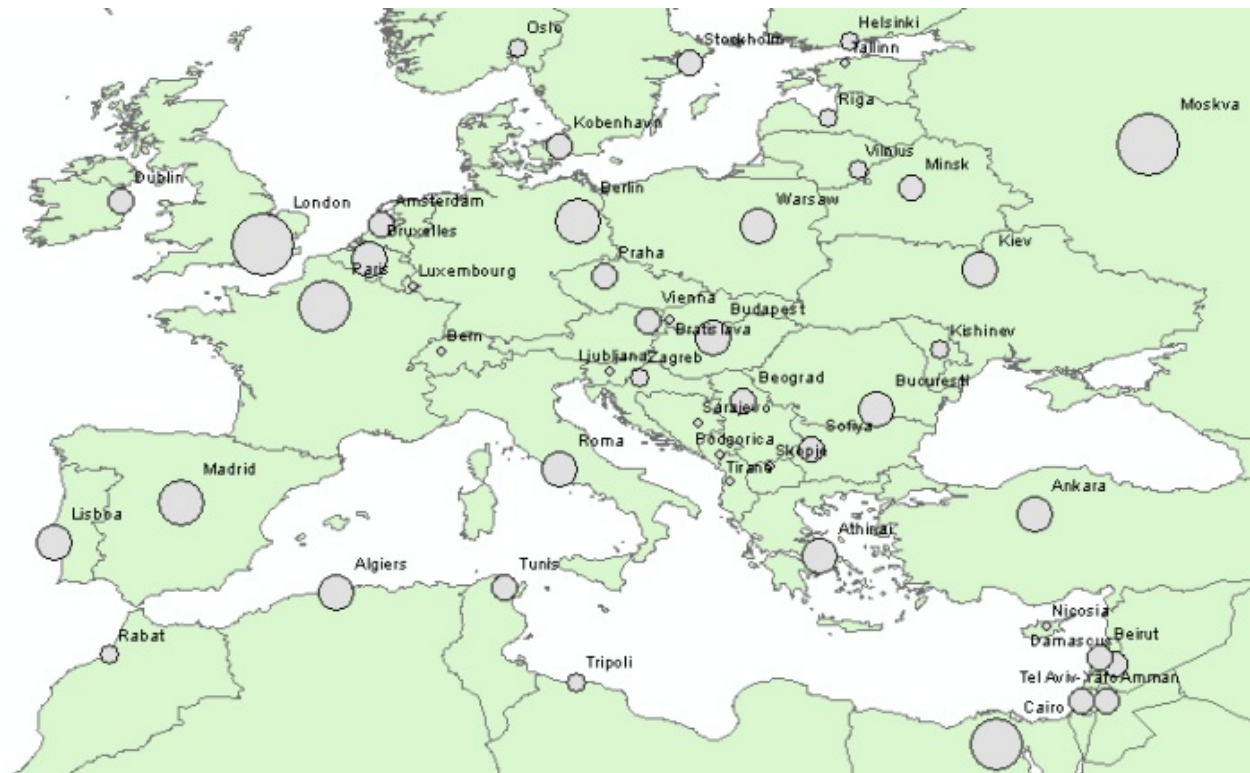 Oslo
Helsinki
Stockholm
Tallinn
Riga
Moskva
Kobenhavn
Vilnius
Minsk
Dublin
Berlin
London
Amsterdam
Warsaw
Bruxelles
Kiev
Praha
Paris
Luxembourg
Vienna
Budapest
Bratislava
Kishinev
Bern
Ljubljana
Zagreb
Beograd
Bucuresti
Sarajevo
Sofiya
Roma
Podgorica
Skopje
Madrid
Tirane
Ankara
Lisboa
Athinai
Algiers
Tunis
Nicosia
Rabat
Damascus
Beirut
Tripoli
Tel Aviv-Yafo
Amman
Cairo